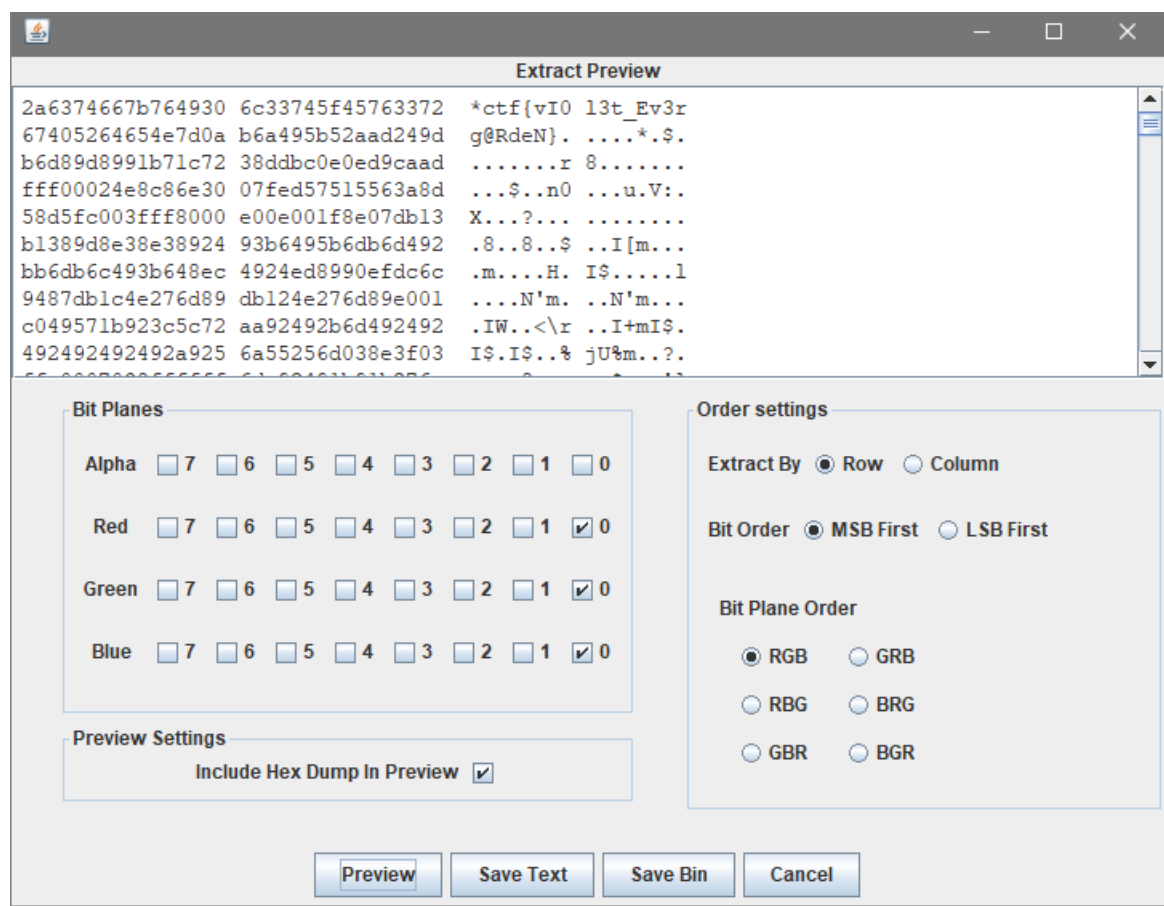 Extract Preview
2a6374667b764930 6c33745f45763372 *ctf{vI0 l3t_Ev3r
67405264654e7d0a b6a495b52aad249d g@RdeN}. ....*.$.
b6d89d8991b71c72 38ddbc0e0ed9caad .......r 8.......
fff00024e8c86e30 07fed57515563a8d ...$..n0 ...u.V:.
58d5fc003fff8000 e00e001f8e07db13 X...?... ........
b1389d8e38e38924 93b6495b6db6d492 .8..8..$ ..I[m...
bb6db6c493b648ec 4924ed8990efdc6c .m....H. I$.....l
9487db1c4e276d89 db124e276d89e001 ....N'm. ..N'm...
c049571b923c5c72 aa92492b6d492492 .IW..<\r ..I+mI$.
492492492492a925 6a55256d038e3f03 I$.I$..% jU%m..?.
Bit Planes
Alpha 7 6 5 4 3 2 1 0
Red 7 6 5 4 3 2 1 0
Green 7 6 5 4 3 2 1 0
Blue 7 6 5 4 3 2 1 0
Preview Settings
Include Hex Dump In Preview
Order settings
Extract By Row Column
Bit Order MSB First LSB First
Bit Plane Order
RGB GRB
RBG BRG
GBR BGR
Preview Save Text Save Bin Cancel